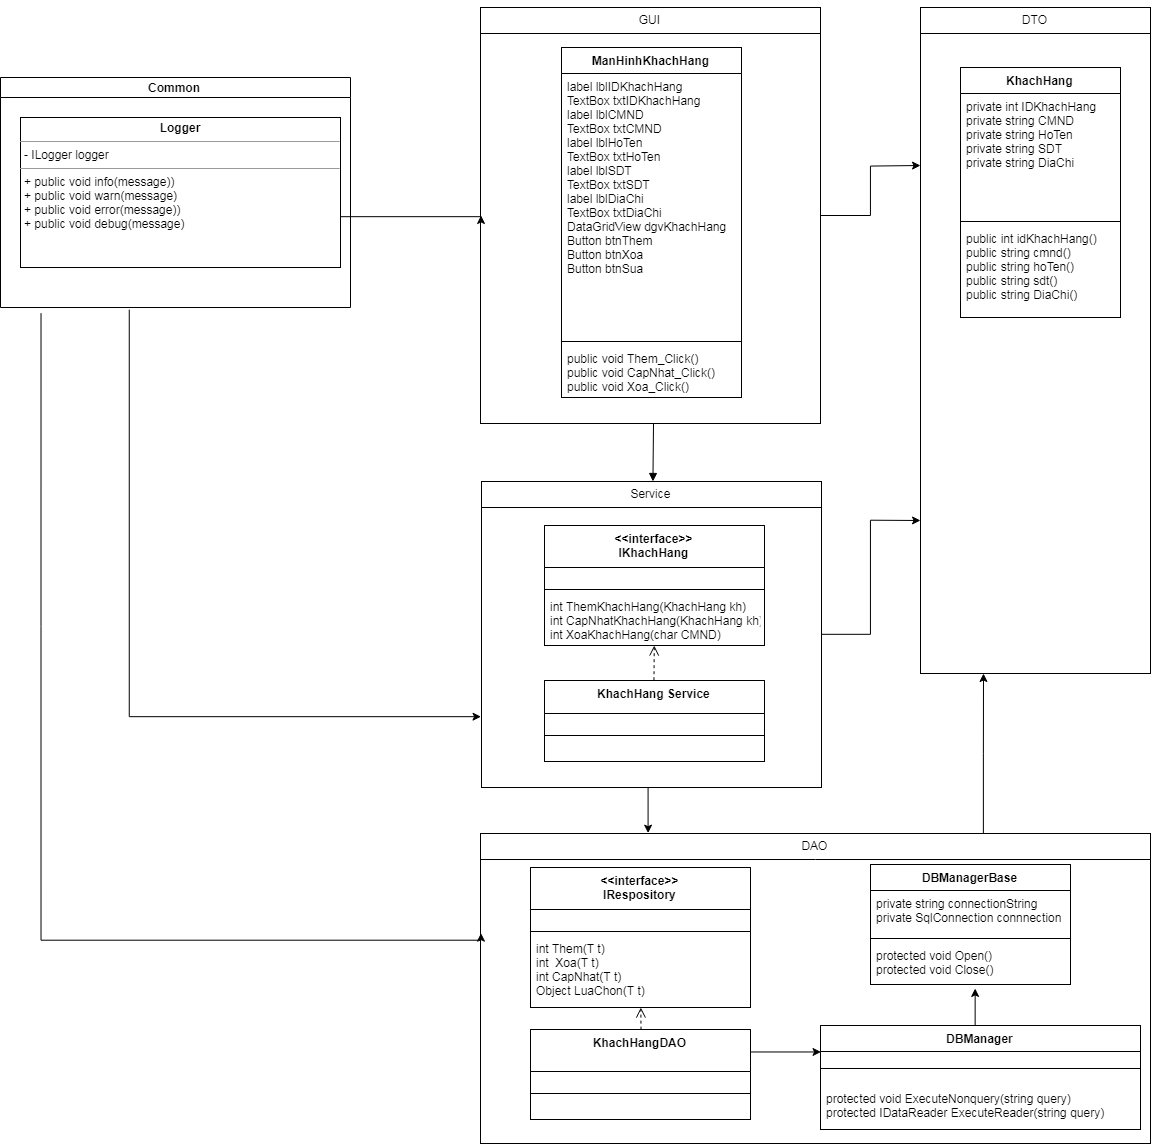 Common
Logger
- ILogger logger
+ public void info(message))
+ public void warn(message)
+ public void error(message))
+ public void debug(message)
GUI
ManHinhKhachHang
label lblIDKhachHang
TextBox txtIDKhachHang
label lblCMND
TextBox txtCMND
label lblHoTen
TextBox txtHoTen
label lblSDT
TextBox txtSDT
label lblDiaChi
TextBox txtDiaChi
DataGridView dgvKhachHang
Button btnThem
Button btnXoa
Button btnSua
public void Them_Click()
public void CapNhat_Click()
public void Xoa_Click()
DTO
KhachHang
private int IDKhachHang
private string CMND
private string HoTen
private string SDT
private string DiaChi
public int idKhachHang()
public string cmnd()
public string hoTen()
public string sdt()
public string DiaChi()
Service
<<interface>>
IKhachHang
int ThemKhachHang(KhachHang kh)
int CapNhatKhachHang(KhachHang kh)
int XoaKhachHang(char CMND)
KhachHang Service
DAO
<<interface>>
IRespository
int Them(T t)
int  Xoa(T t)
int CapNhat(T t)
Object LuaChon(T t)
KhachHangDAO
DBManagerBase
private string connectionString
private SqlConnection connnection
protected void Open()
protected void Close()
DBManager
protected void ExecuteNonquery(string query)
protected IDataReader ExecuteReader(string query)